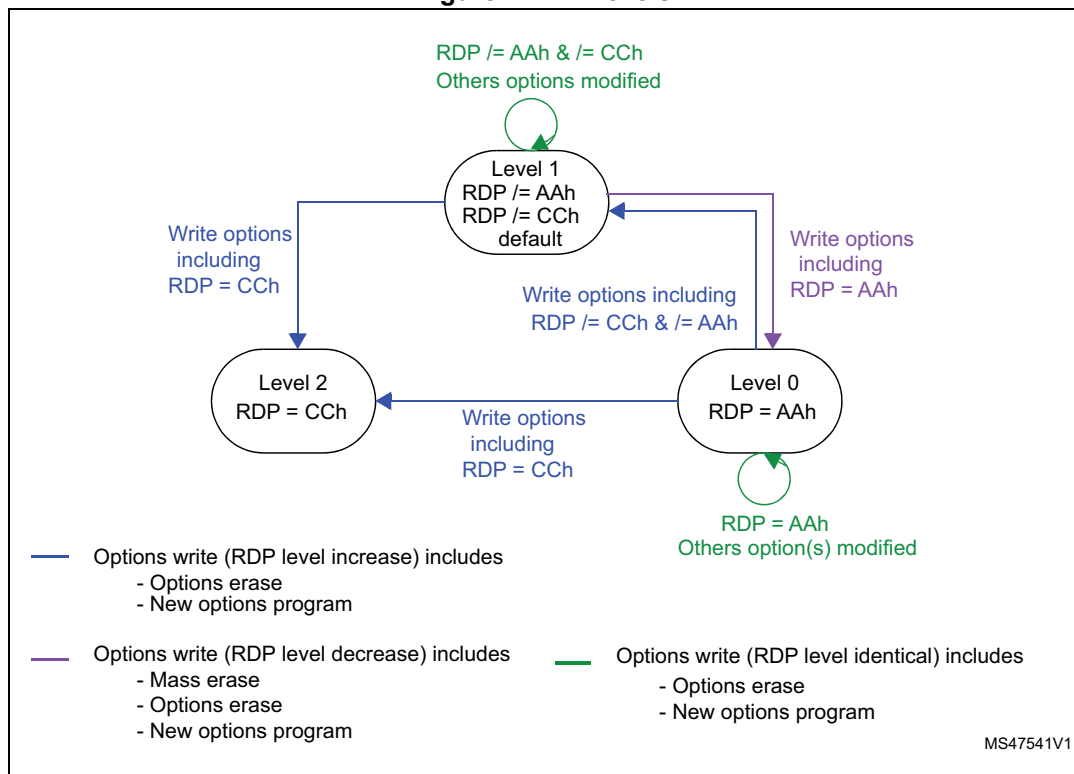 RDP /= AAh & /= CCh
Others options modified
Level 1
RDP /= AAh
RDP /= CCh
default
Write options
including
RDP = CCh
Write options
including
RDP = AAh
Write options including
RDP /= CCh & /= AAh
Level 2
RDP = CCh
Level 0
RDP = AAh
Write options
including
RDP = CCh
RDP = AAh
Others option(s) modified
Options write (RDP level increase) includes
- Options erase
- New options program
Options write (RDP level decrease) includes
- Mass erase
- Options erase
- New options program
Options write (RDP level identical) includes
- Options erase
- New options program
MS47541V1